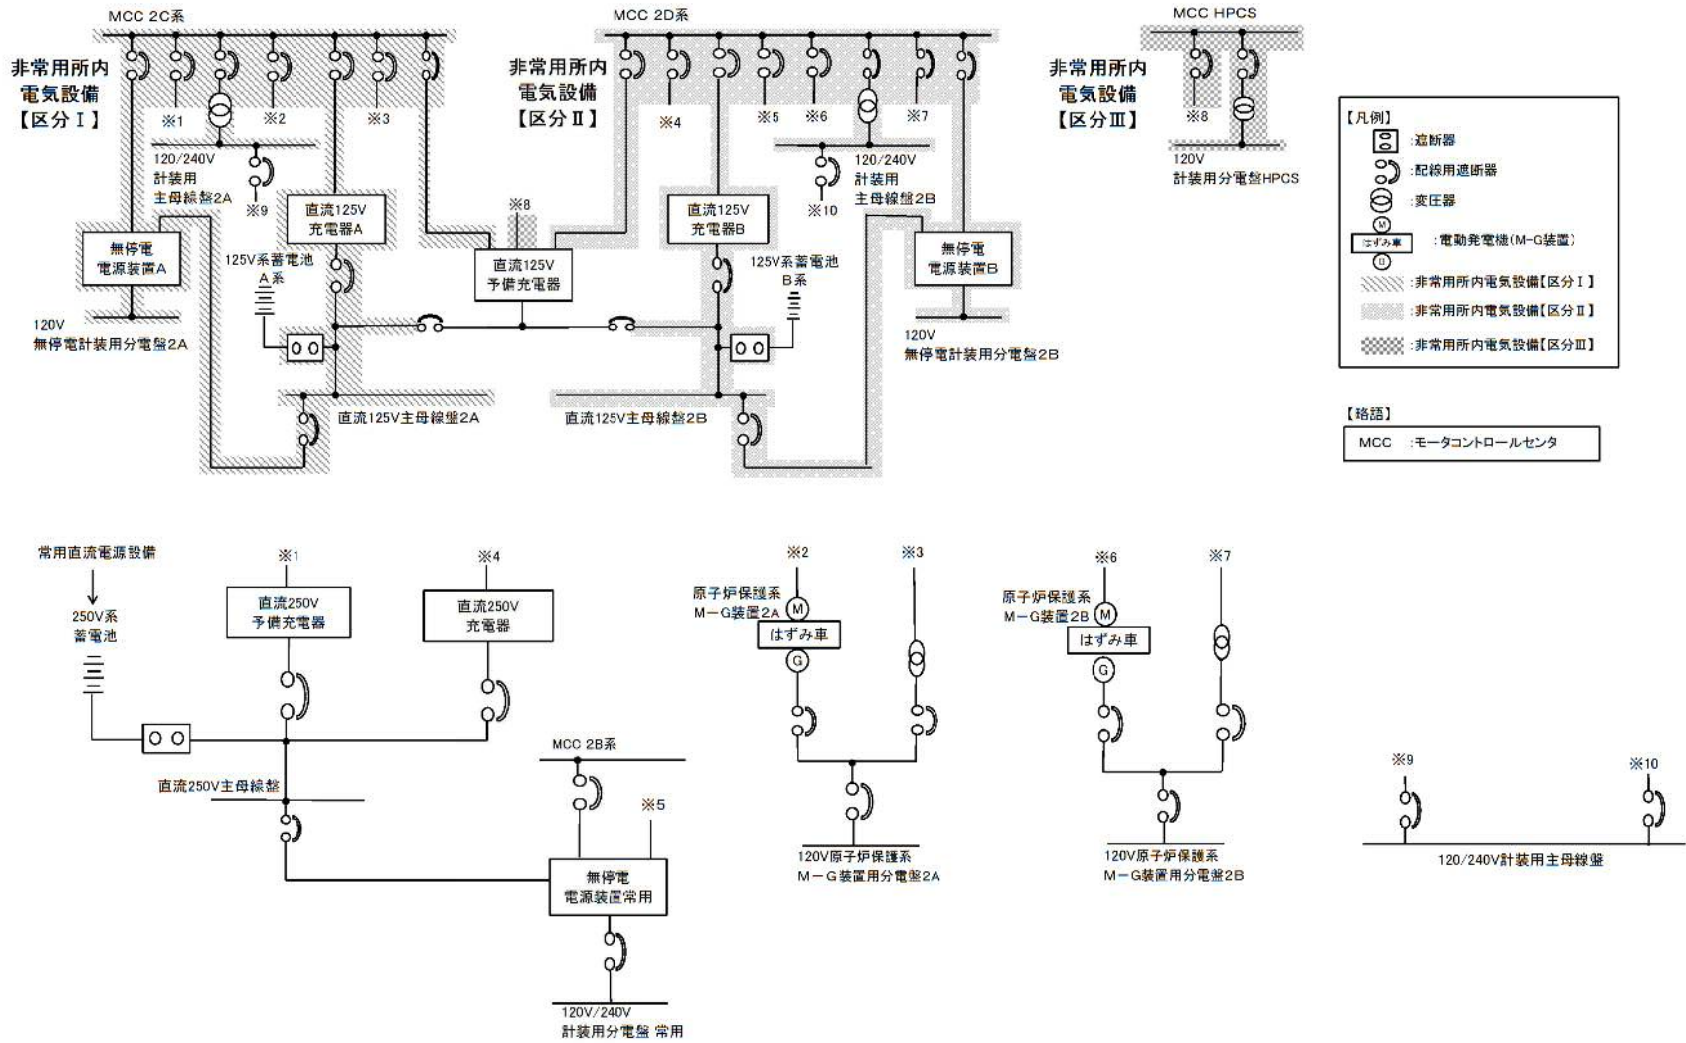 MCC 2C系
非常用所内
電気設備
【区分Ⅰ】
※1
※2
※3
120/240V
計装用
主母線盤2A
※9
無停電
電源装置A
120V
無停電計装用分電盤2A
直流125V
充電器A
125V系蓄電池
A系
直流125V主母線盤2A
※8
直流125V
予備充電器
MCC 2D系
非常用所内
電気設備
【区分Ⅱ】
※4
※5
※6
※7
120/240V
計装用
主母線盤2B
※10
直流125V
充電器B
125V系蓄電池
B系
無停電
電源装置B
120V
無停電計装用分電盤2B
直流125V主母線盤2B
MCC HPCS
非常用所内
電気設備
【区分Ⅲ】
※8
120V
計装用分電盤HPCS
【凡例】
:遮断器
:配線用遮断器
:変圧器
M
はずみ車
G
:電動発電機(M-G装置)
:非常用所内電気設備【区分Ⅰ】
:非常用所内電気設備【区分Ⅱ】
:非常用所内電気設備【区分Ⅲ】
【略語】
MCC :モータコントロールセンタ
常用直流電源設備
250V系
蓄電池
※1
直流250V
予備充電器
※4
直流250V
充電器
直流250V主母線盤
MCC 2B系
※5
無停電
電源装置常用
120V/240V
計装用分電盤 常用
※2
※3
原子炉保護系
M-G装置2A
M
はずみ車
G
120V原子炉保護系
M-G装置用分電盤2A
※6
※7
原子炉保護系
M-G装置2B
M
はずみ車
G
120V原子炉保護系
M-G装置用分電盤2B
※9
※10
120/240V計装用主母線盤